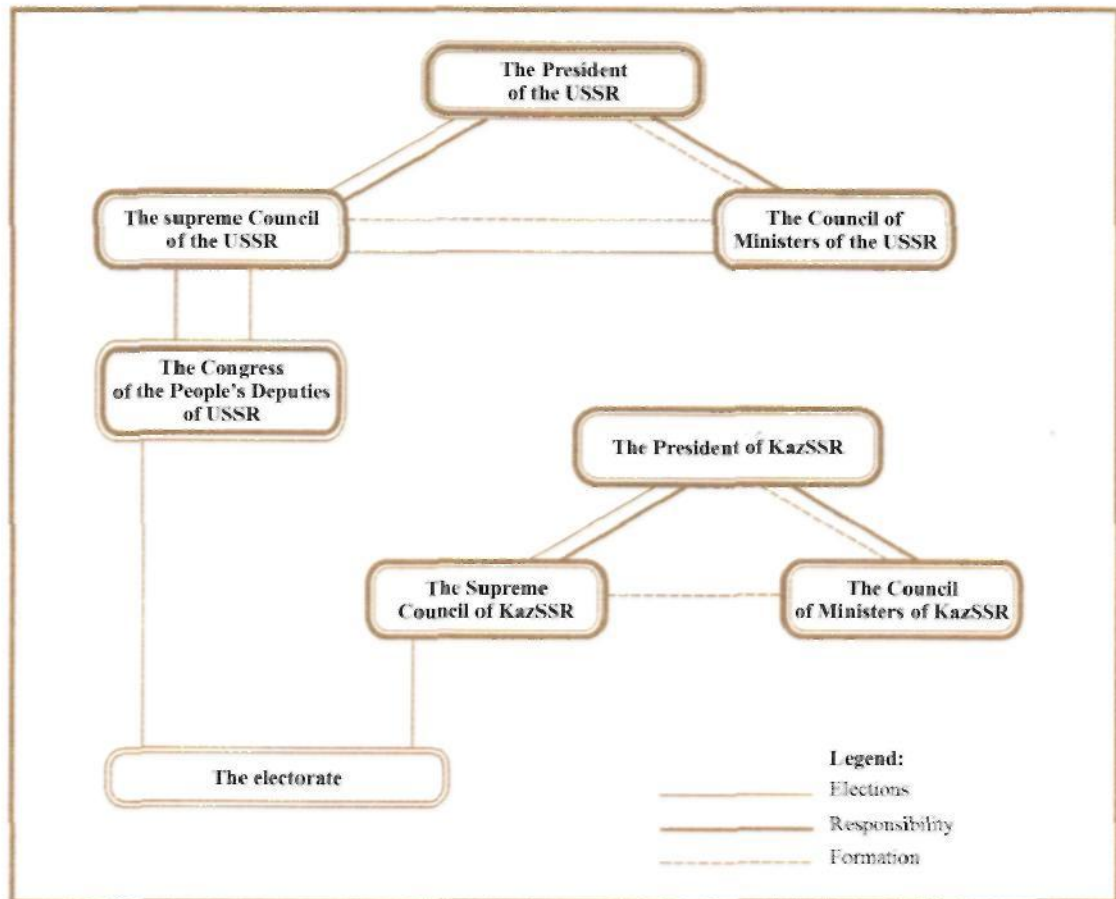 The President
of the USSR
The supreme Council
of the USSR
The Council of
Ministers of the USSR
The Congress
of the People's Deputies
of USSR
The President of KazSSR
The Supreme
Council of KazSSR
The Council
of Ministers of KazSSR
The electorate
Legend:
Elections
Responsibility
Formation